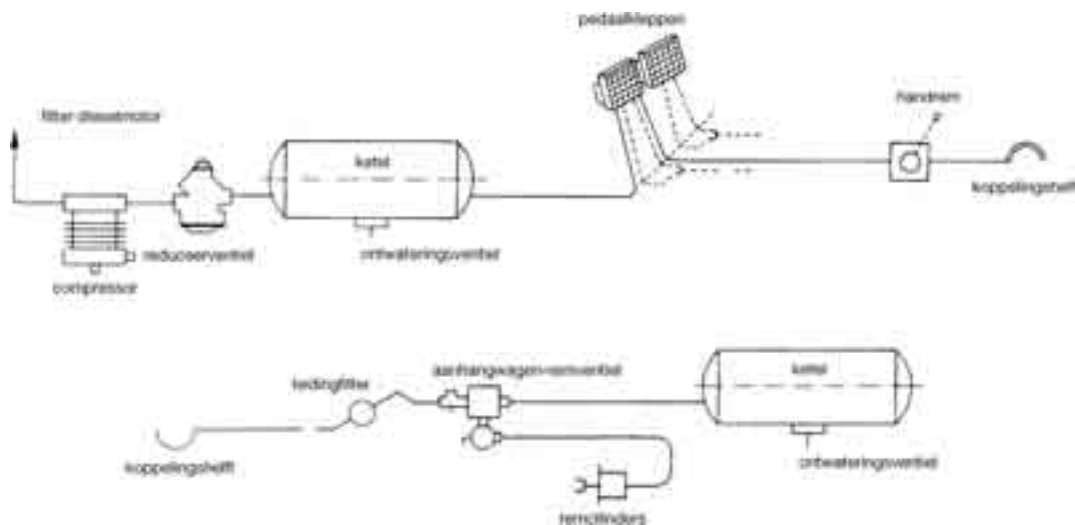 pedaalkleppen
filter dieselmotor
handrem
ketel
koppelingshelft
reduceerventiel
ontwateringsventiel
compressor
aanhangwagen-remventiel
ketel
leidingfilter
koppelingshelft
ontwateringsventiel
remcilinders